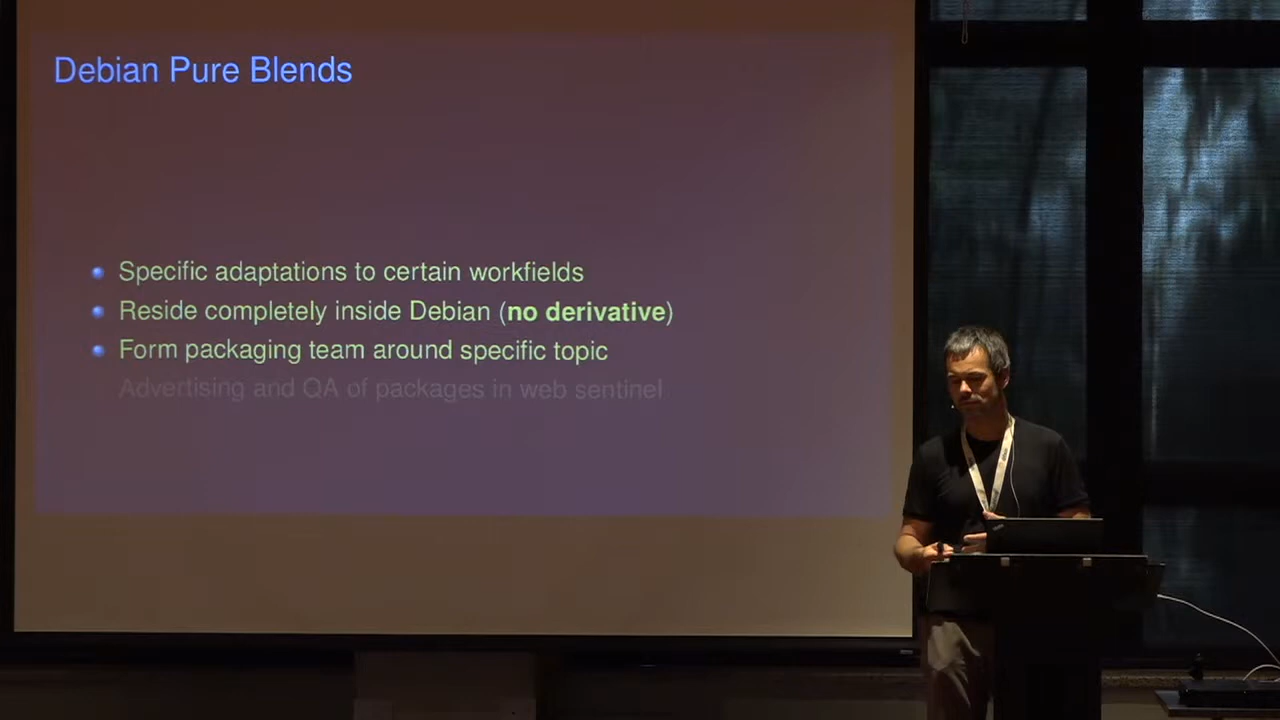 Debian Pure Blends
Specific adaptations to certain workfields
Reside completely inside Debian (no derivative)
Form packaging team around specific topic
Advertising and QA of packages in web sentinel